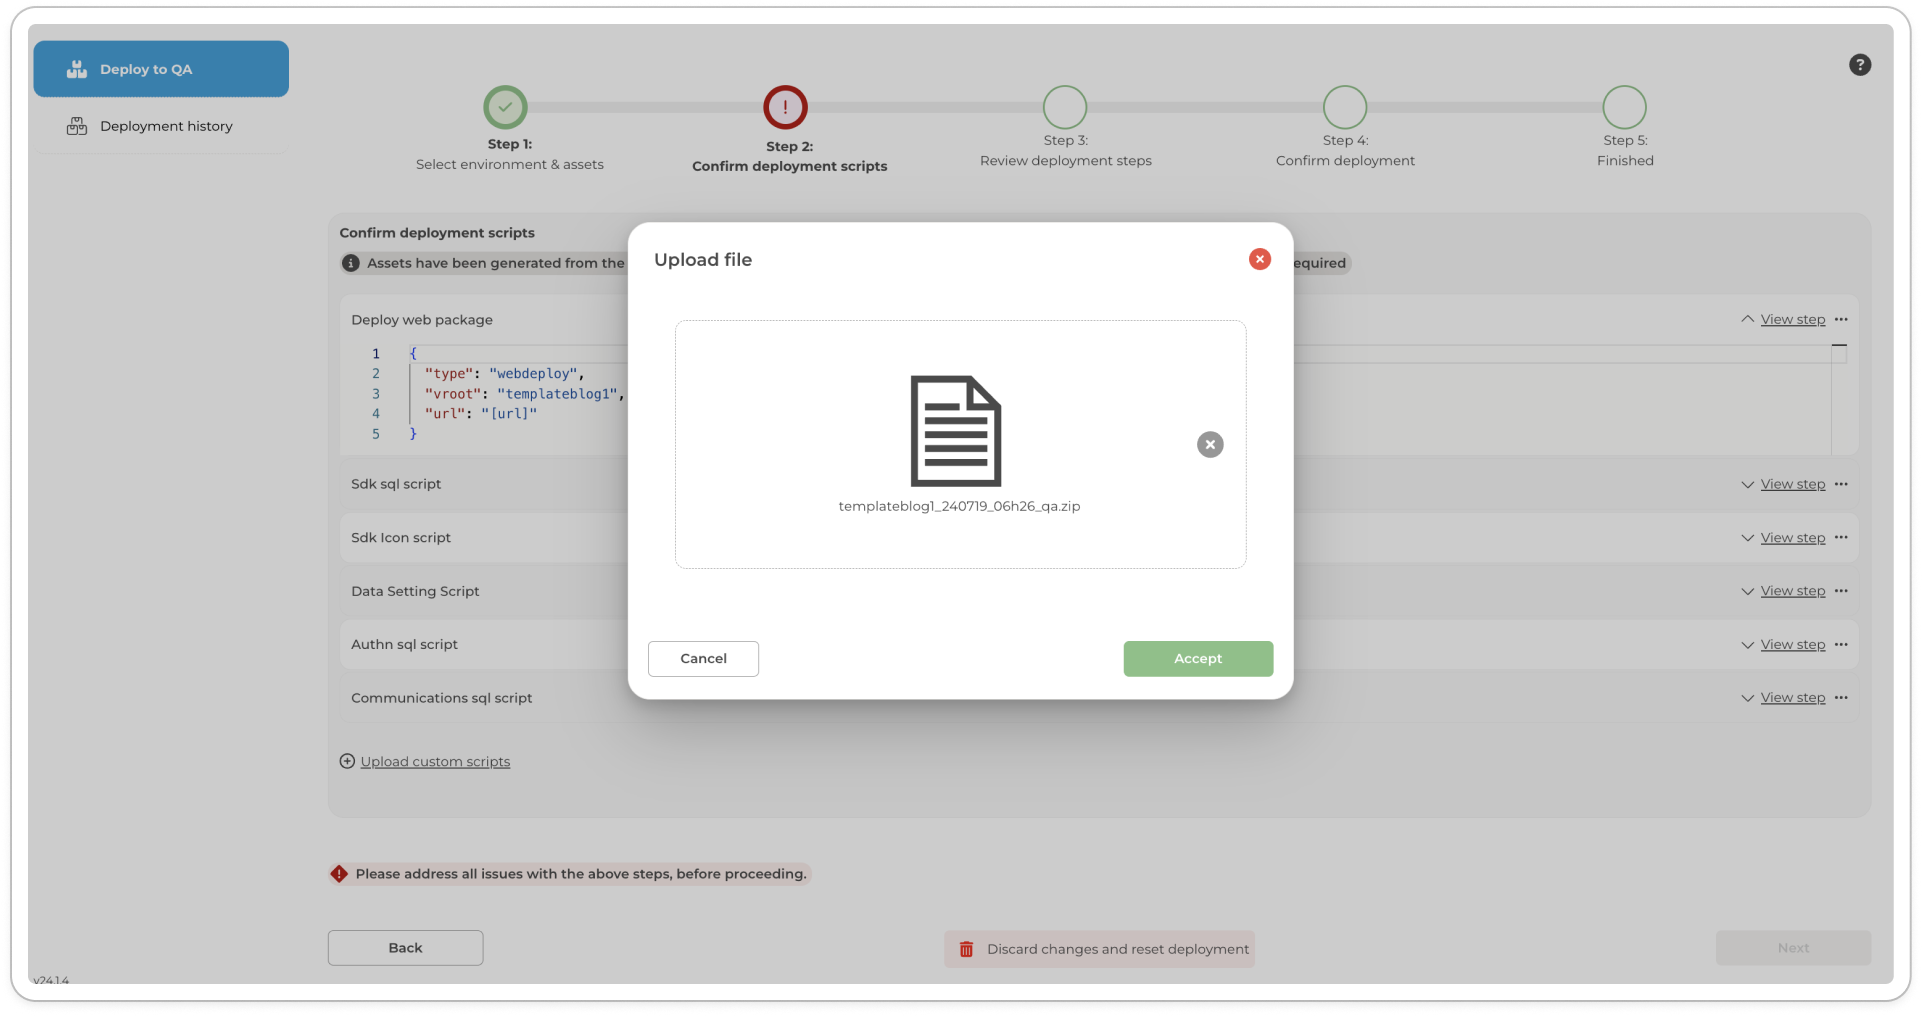 Deploy to QA
Deployment history
?
!
Step 1:
Select environment & assets
Step 2:
Confirm deployment scripts
Step 3:
Review deployment steps
Step 4:
Confirm deployment
Step 5:
Finished
Confirm deployment scripts
Assets have been generated from the
equired
Deploy web package
View step
1 {
2 "type": "webdeploy",
3 "vroot": "templateblog1",
4 "url": "[url]"
5 }
Sdk sql script
View step
Sdk Icon script
View step
Data Setting Script
View step
Authn sql script
View step
Communications sql script
View step
Upload custom scripts
Upload file
templateblog1_240719_06h26_qa.zip
Cancel
Accept
Please address all issues with the above steps, before proceeding.
Back
Discard changes and reset deployment
Next
v24.1.4